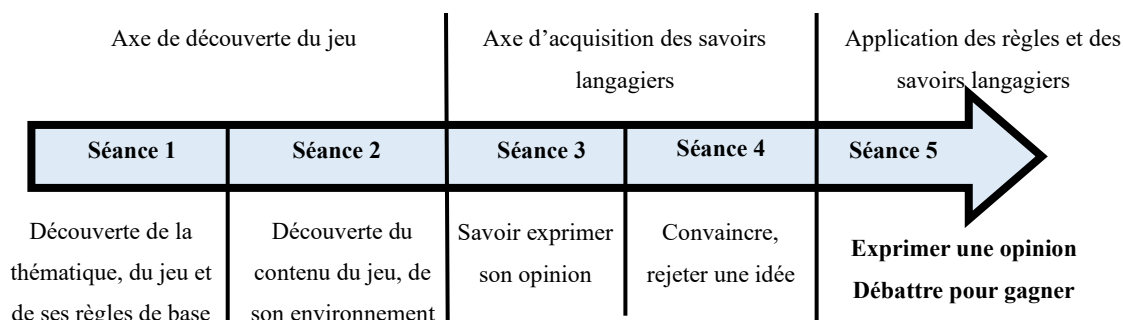 Axe de découverte du jeu
Axe d’acquisition des savoirs
langagiers
Application des règles et des
savoirs langagiers
Séance 1
Séance 2
Séance 3
Séance 4
Séance 5
Découverte de la
thématique, du jeu et
de ses règles de base
Découverte du
contenu du jeu, de
son environnement
Savoir exprimer
son opinion
Convaincre,
rejeter une idée
Exprimer une opinion
Débattre pour gagner